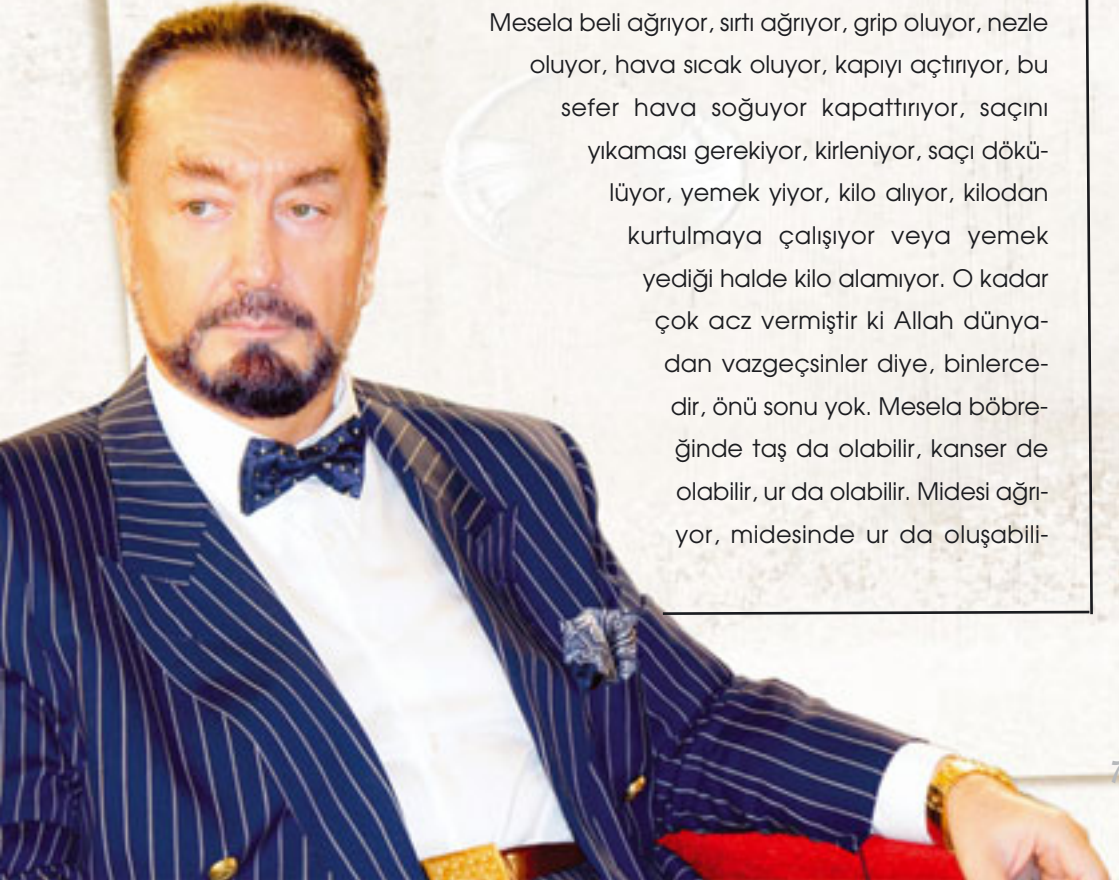 Mesela beli ağrıyor, sırtı ağrıyor, grip oluyor, nezle
oluyor, hava sıcak oluyor, kapıyı açtırıyor, bu
sefer hava soğuyor kapattırıyor, saçını
yıkaması gerekiyor, kirleniyor, saçı dökü-
lüyor, yemek yiyor, kilo alıyor, kilodan
kurtulmaya çalışıyor veya yemek
yediği halde kilo alamıyor. O kadar
çok acz vermiştir ki Allah dünya-
dan vazgeçsinler diye, binlerce-
dir, önü sonu yok. Mesela böbre-
ğinde taş da olabilir, kanser de
olabilir, ur da olabilir. Midesi ağrı-
yor, midesinde ur da oluşabili-